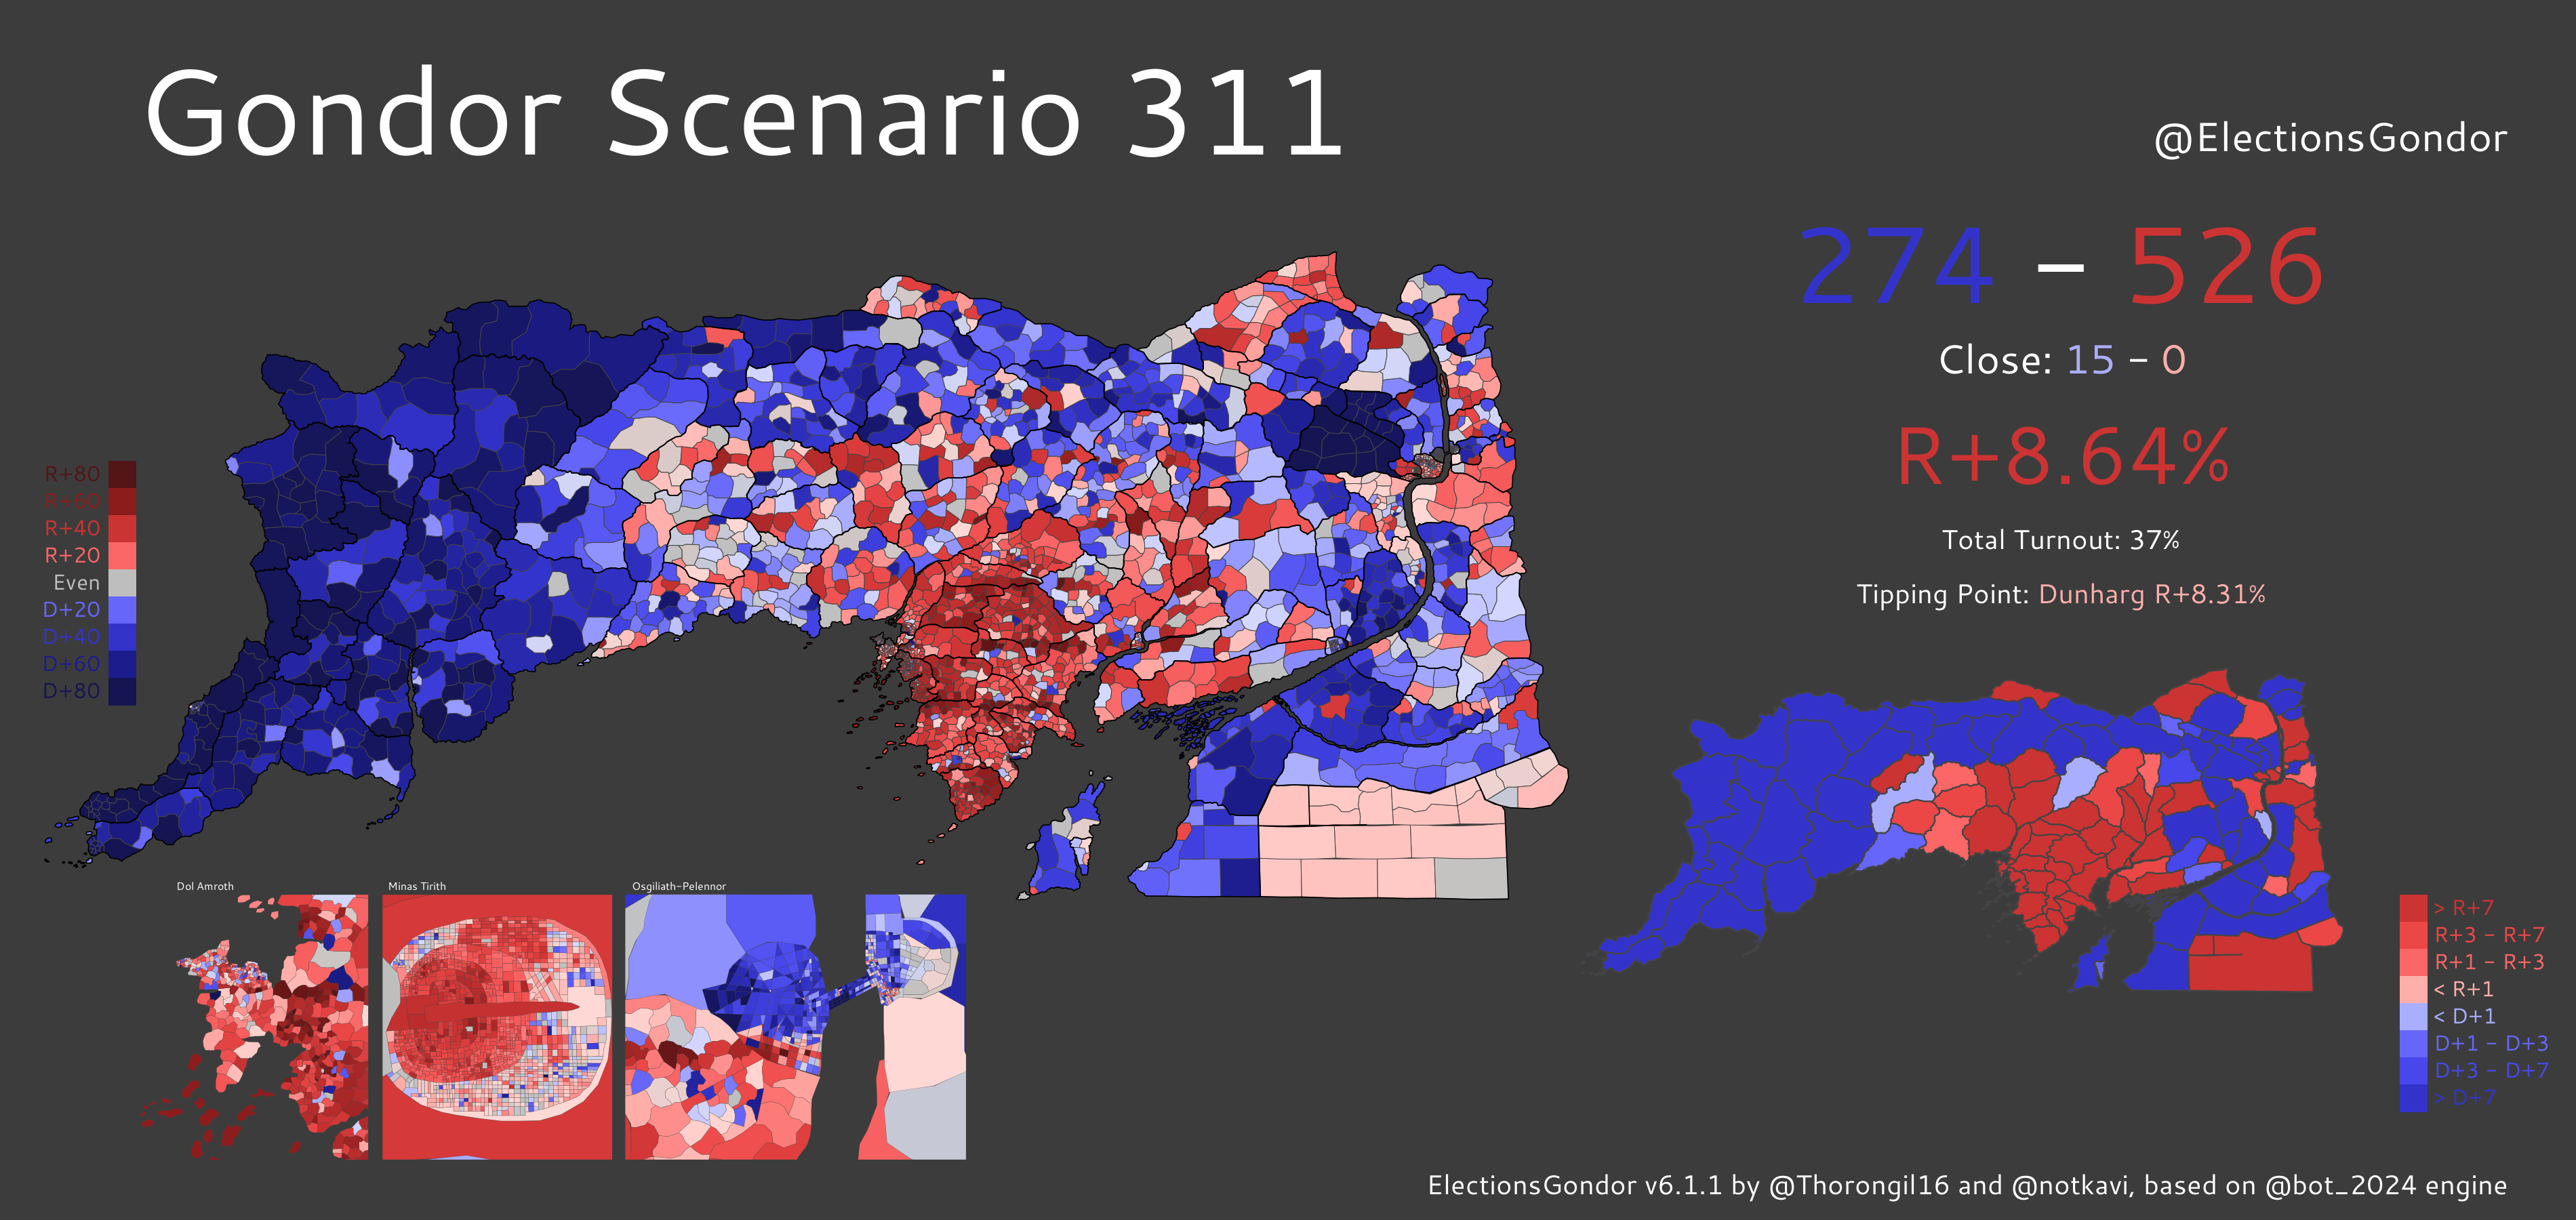 Gondor Scenario 311
@ElectionsGondor
274 – 526
Close: 15 – 0
R+8.64%
Total Turnout: 37%
Tipping Point: Dunharg R+8.31%
R+80
R+60
R+40
R+20
Even
D+20
D+40
D+60
D+80
Dol Amroth
Minas Tirith
Osgiliath-Pelennor
> R+7
R+3 – R+7
R+1 – R+3
< R+1
< D+1
D+1 – D+3
D+3 – D+7
> D+7
ElectionsGondor v6.1.1 by @Thorongil16 and @notkavi, based on @bot_2024 engine